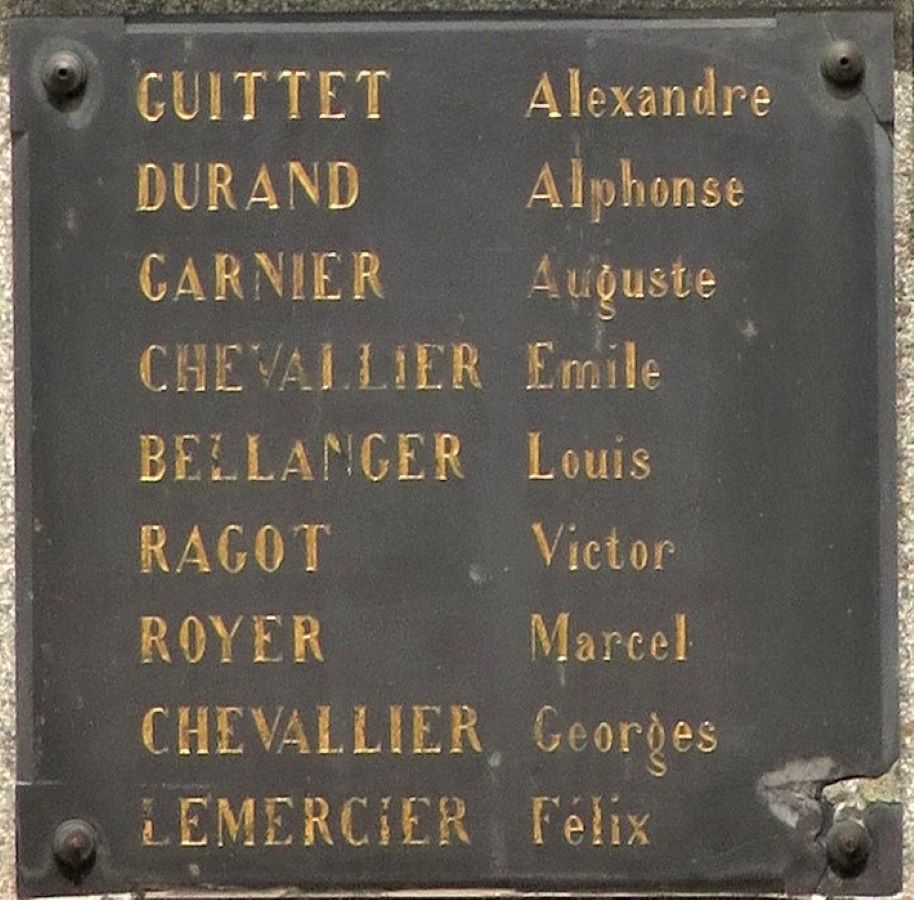 GUITTET Alexandre
DURAND Alphonse
GARNIER Auguste
CHEVALLIER Emile
BELLANGER Louis
RAGOT Victor
ROYER Marcel
CHEVALLIER Georges
LEMERCIER Félix